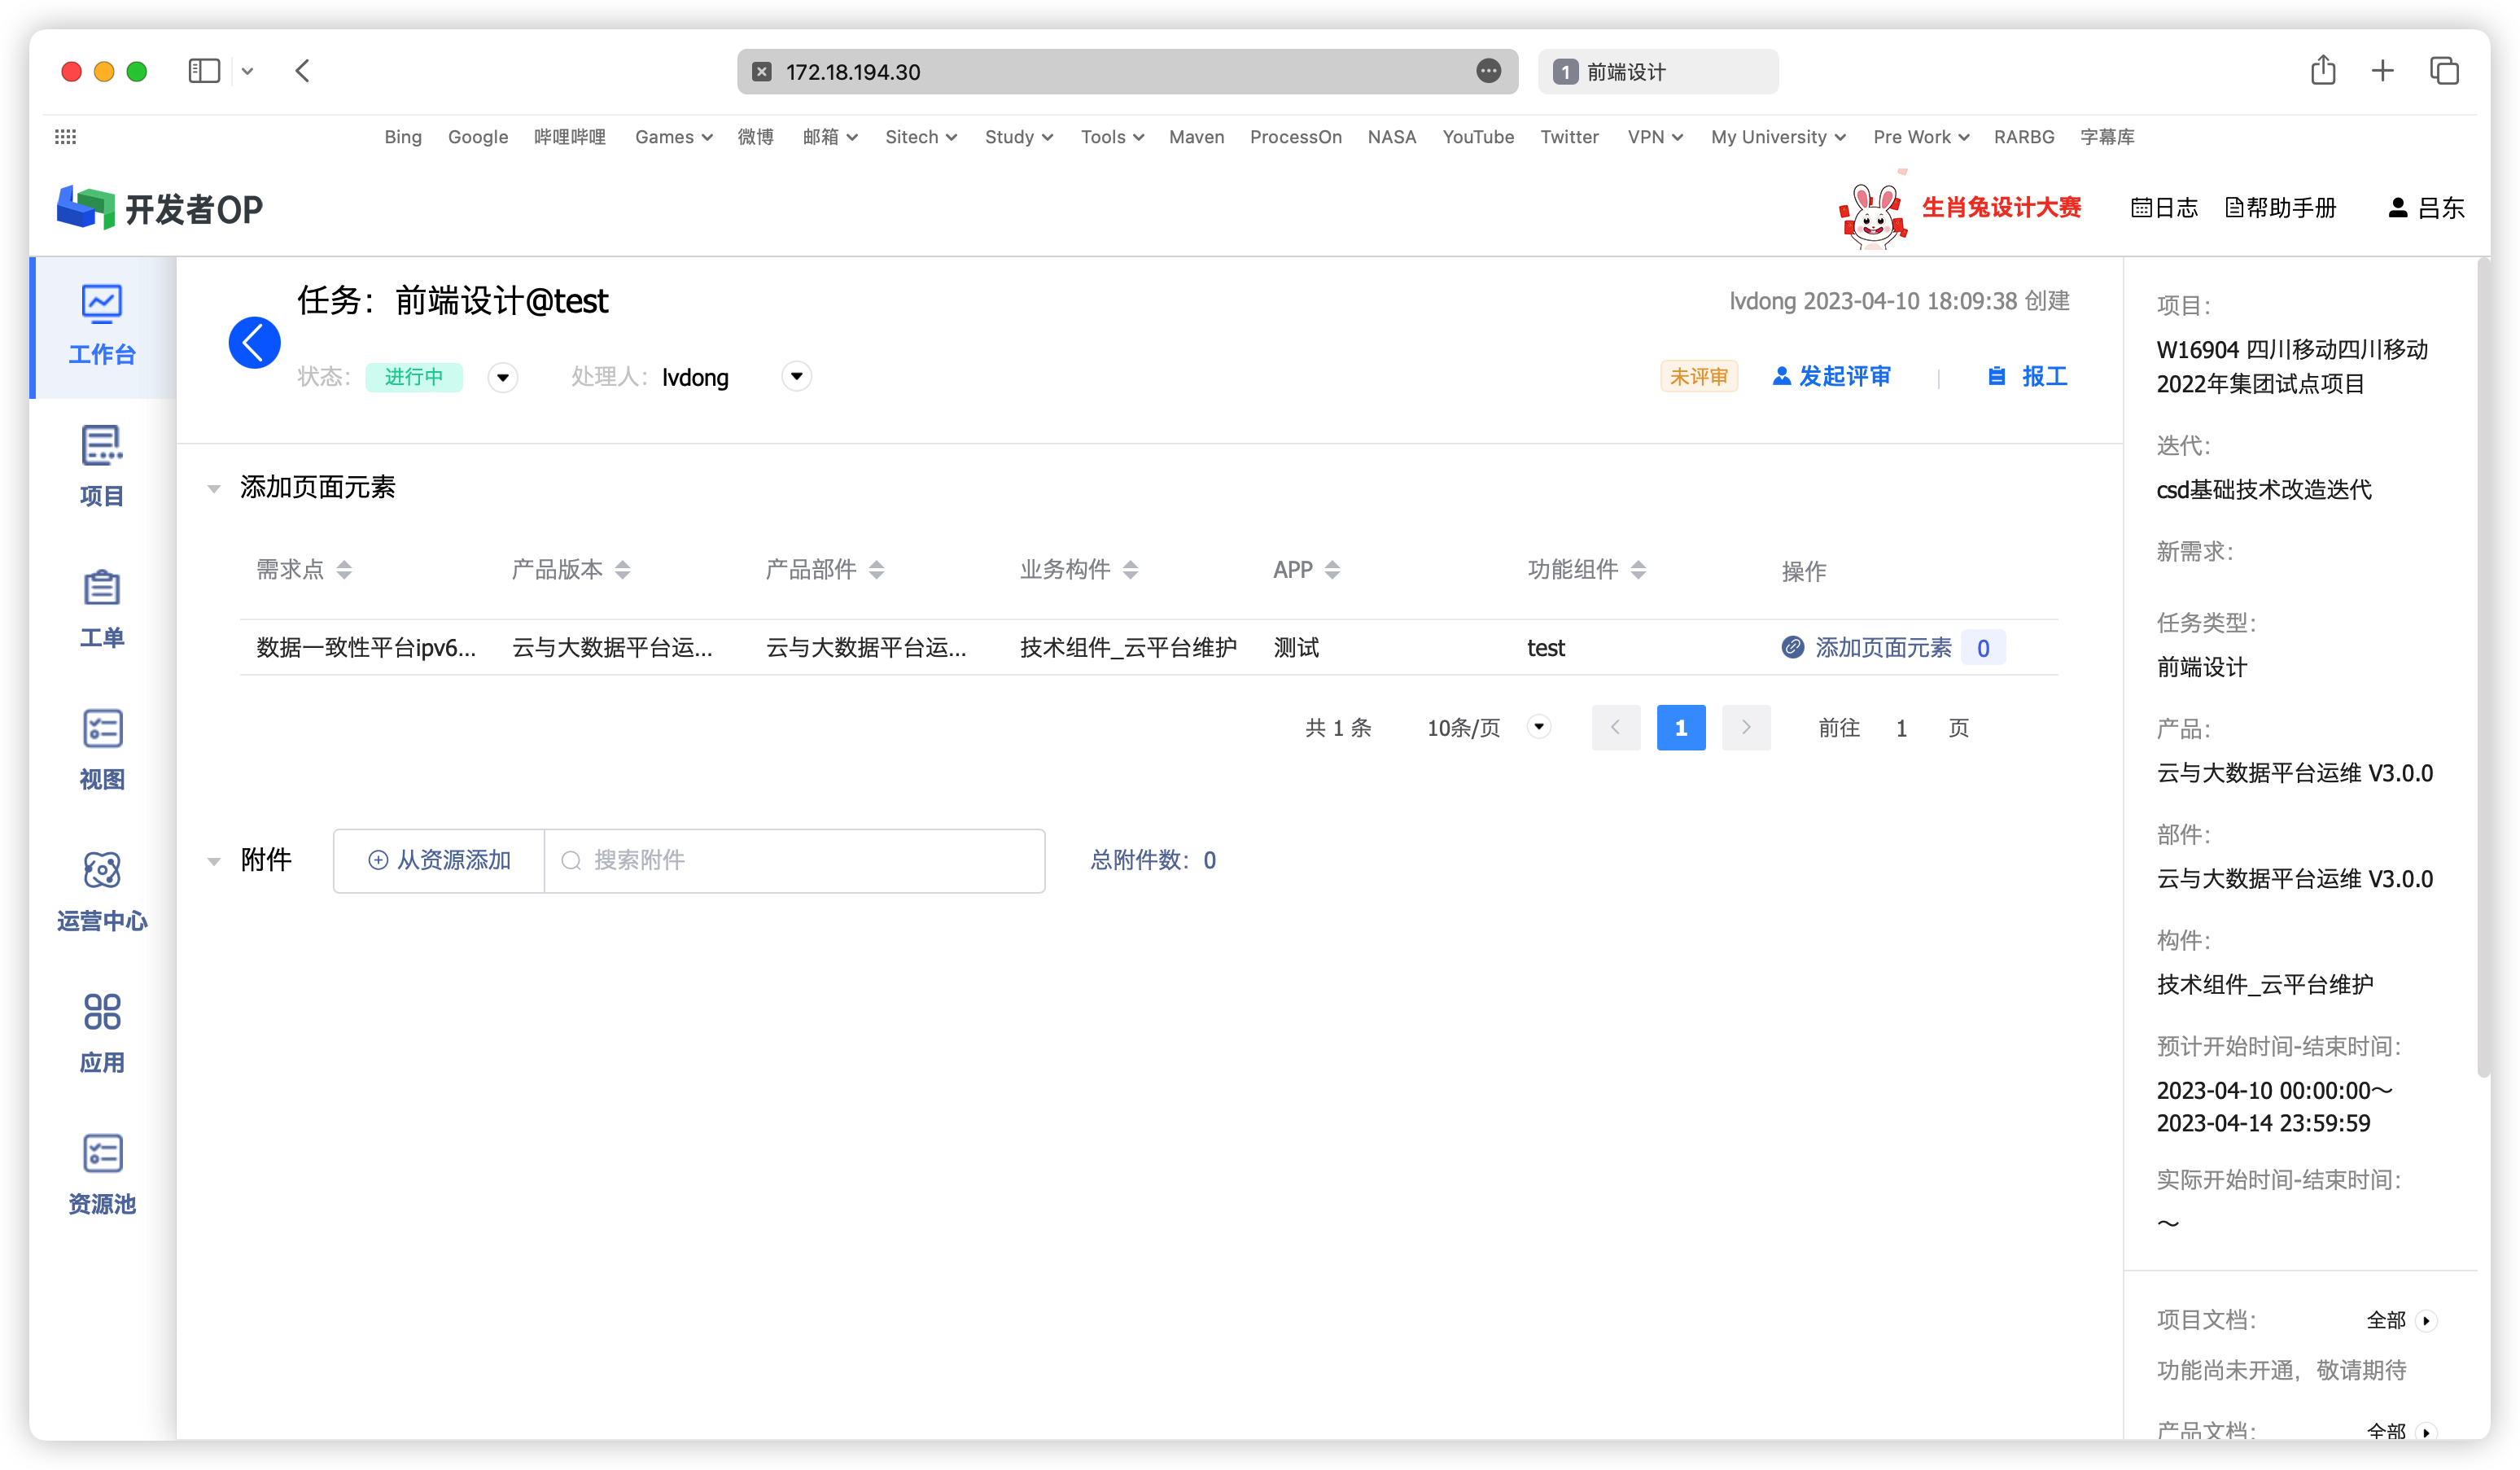 172.18.194.30
1 前端设计
Bing Google 哔哩哔哩 Games 微博 邮箱 Sitech Study Tools Maven ProcessOn NASA YouTube Twitter VPN My University Pre Work RARBG 字幕库
开发者OP
生肖兔设计大赛 日志 帮助手册 吕东
工作台
项目
工单
视图
运营中心
应用
资源池
任务：前端设计@test
lvdong 2023-04-10 18:09:38 创建
状态： 进行中 处理人： lvdong
未评审 发起评审 报工
添加页面元素
需求点 产品版本 产品部件 业务构件 APP 功能组件 操作
数据一致性平台ipv6... 云与大数据平台运... 云与大数据平台运... 技术组件_云平台维护 测试 test 添加页面元素 0
共 1 条 10条/页 1 前往 1 页
附件 从资源添加 搜索附件 总附件数：0
项目：
W16904 四川移动四川移动
2022年集团试点项目
迭代：
csd基础技术改造迭代
新需求：
任务类型：
前端设计
产品：
云与大数据平台运维 V3.0.0
部件：
云与大数据平台运维 V3.0.0
构件：
技术组件_云平台维护
预计开始时间-结束时间：
2023-04-10 00:00:00～
2023-04-14 23:59:59
实际开始时间-结束时间：
～
项目文档： 全部
功能尚未开通，敬请期待
产品文档： 全部